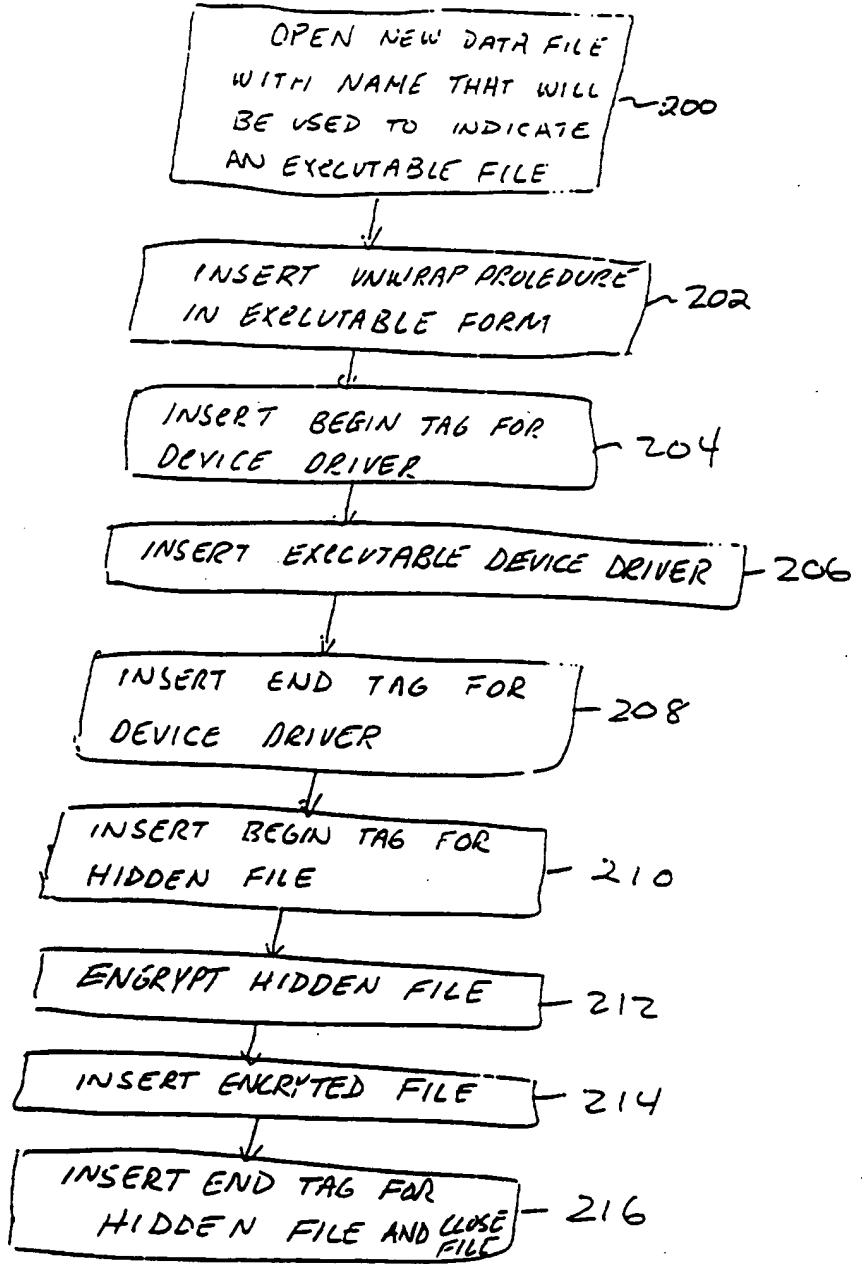 OPEN NEW DATA FILE
WITH NAME THAT WILL
BE USED TO INDICATE
AN EXECUTABLE FILE
200
INSERT UNWRAP PROCEDURE
IN EXECUTABLE FORM
202
INSERT BEGIN TAG FOR
DEVICE DRIVER
204
INSERT EXECUTABLE DEVICE DRIVER
206
INSERT END TAG FOR
DEVICE DRIVER
208
INSERT BEGIN TAG FOR
HIDDEN FILE
210
ENGRYPT HIDDEN FILE
212
INSERT ENCRYTED FILE
214
INSERT END TAG FOR
HIDDEN FILE AND CLOSE
FILE
216